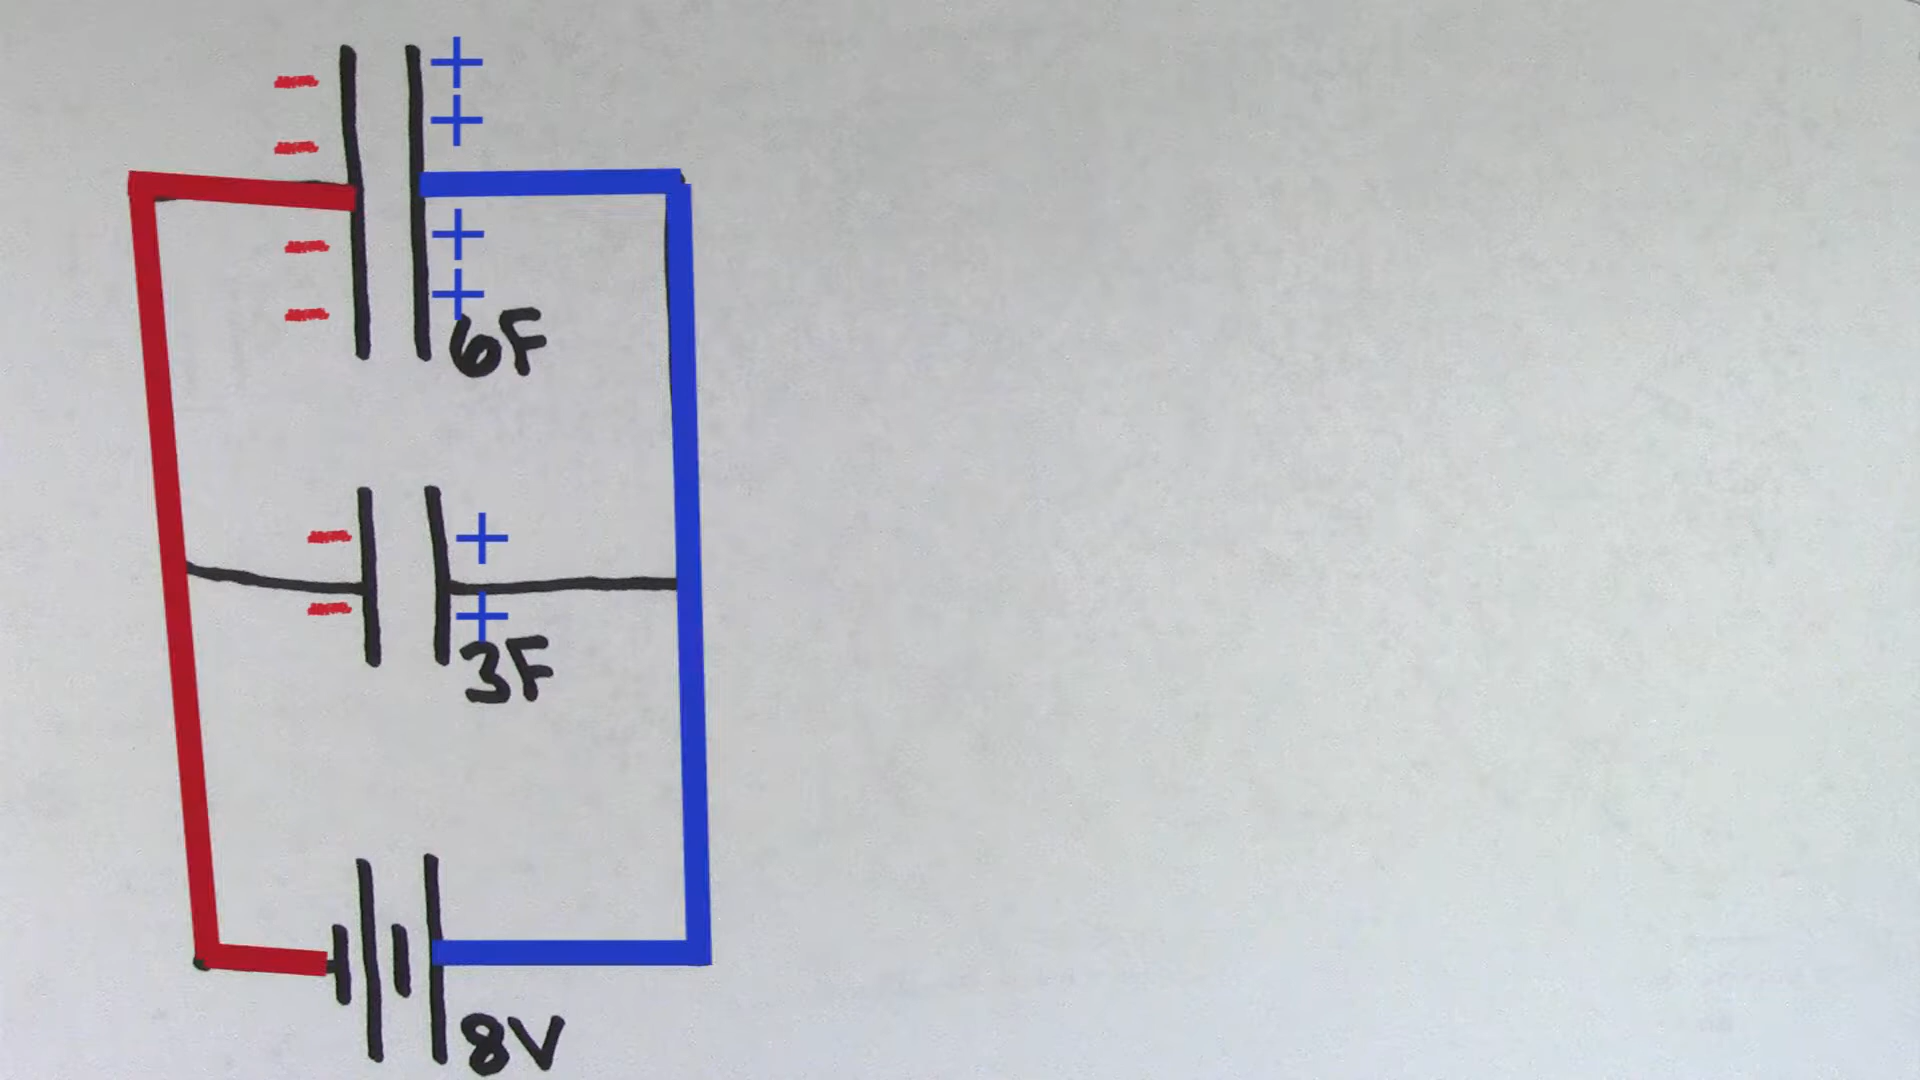 - +
- +
- +
- +
6F
- +
- +
3F
8V